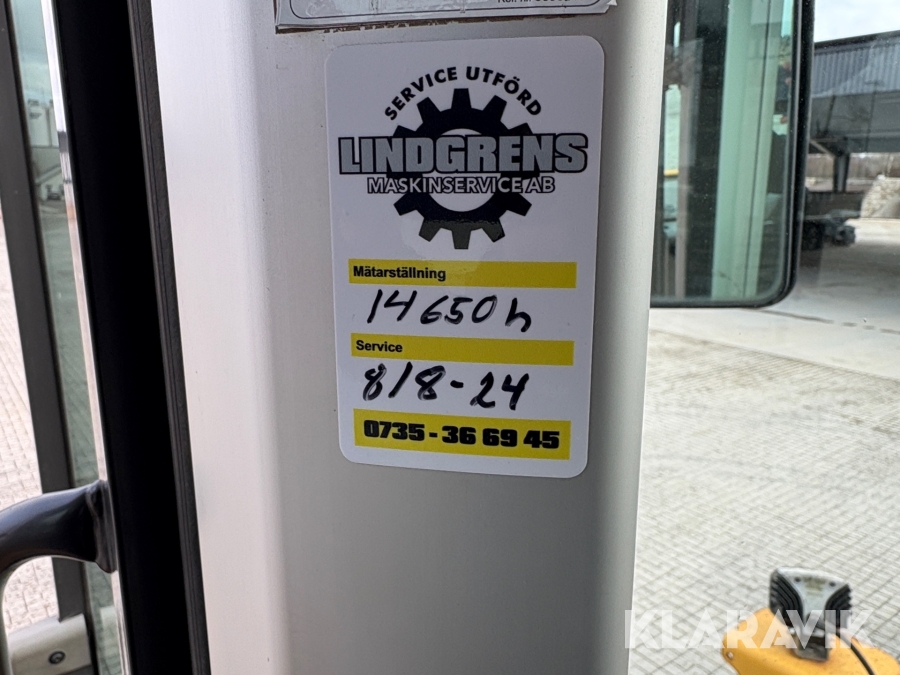 SERVICE UTFÖRD
LINDGRENS
MASKINSERVICE AB
Mätarställning
14650h
Service
8/8-24
0735-36 69 45
KLARAVIK